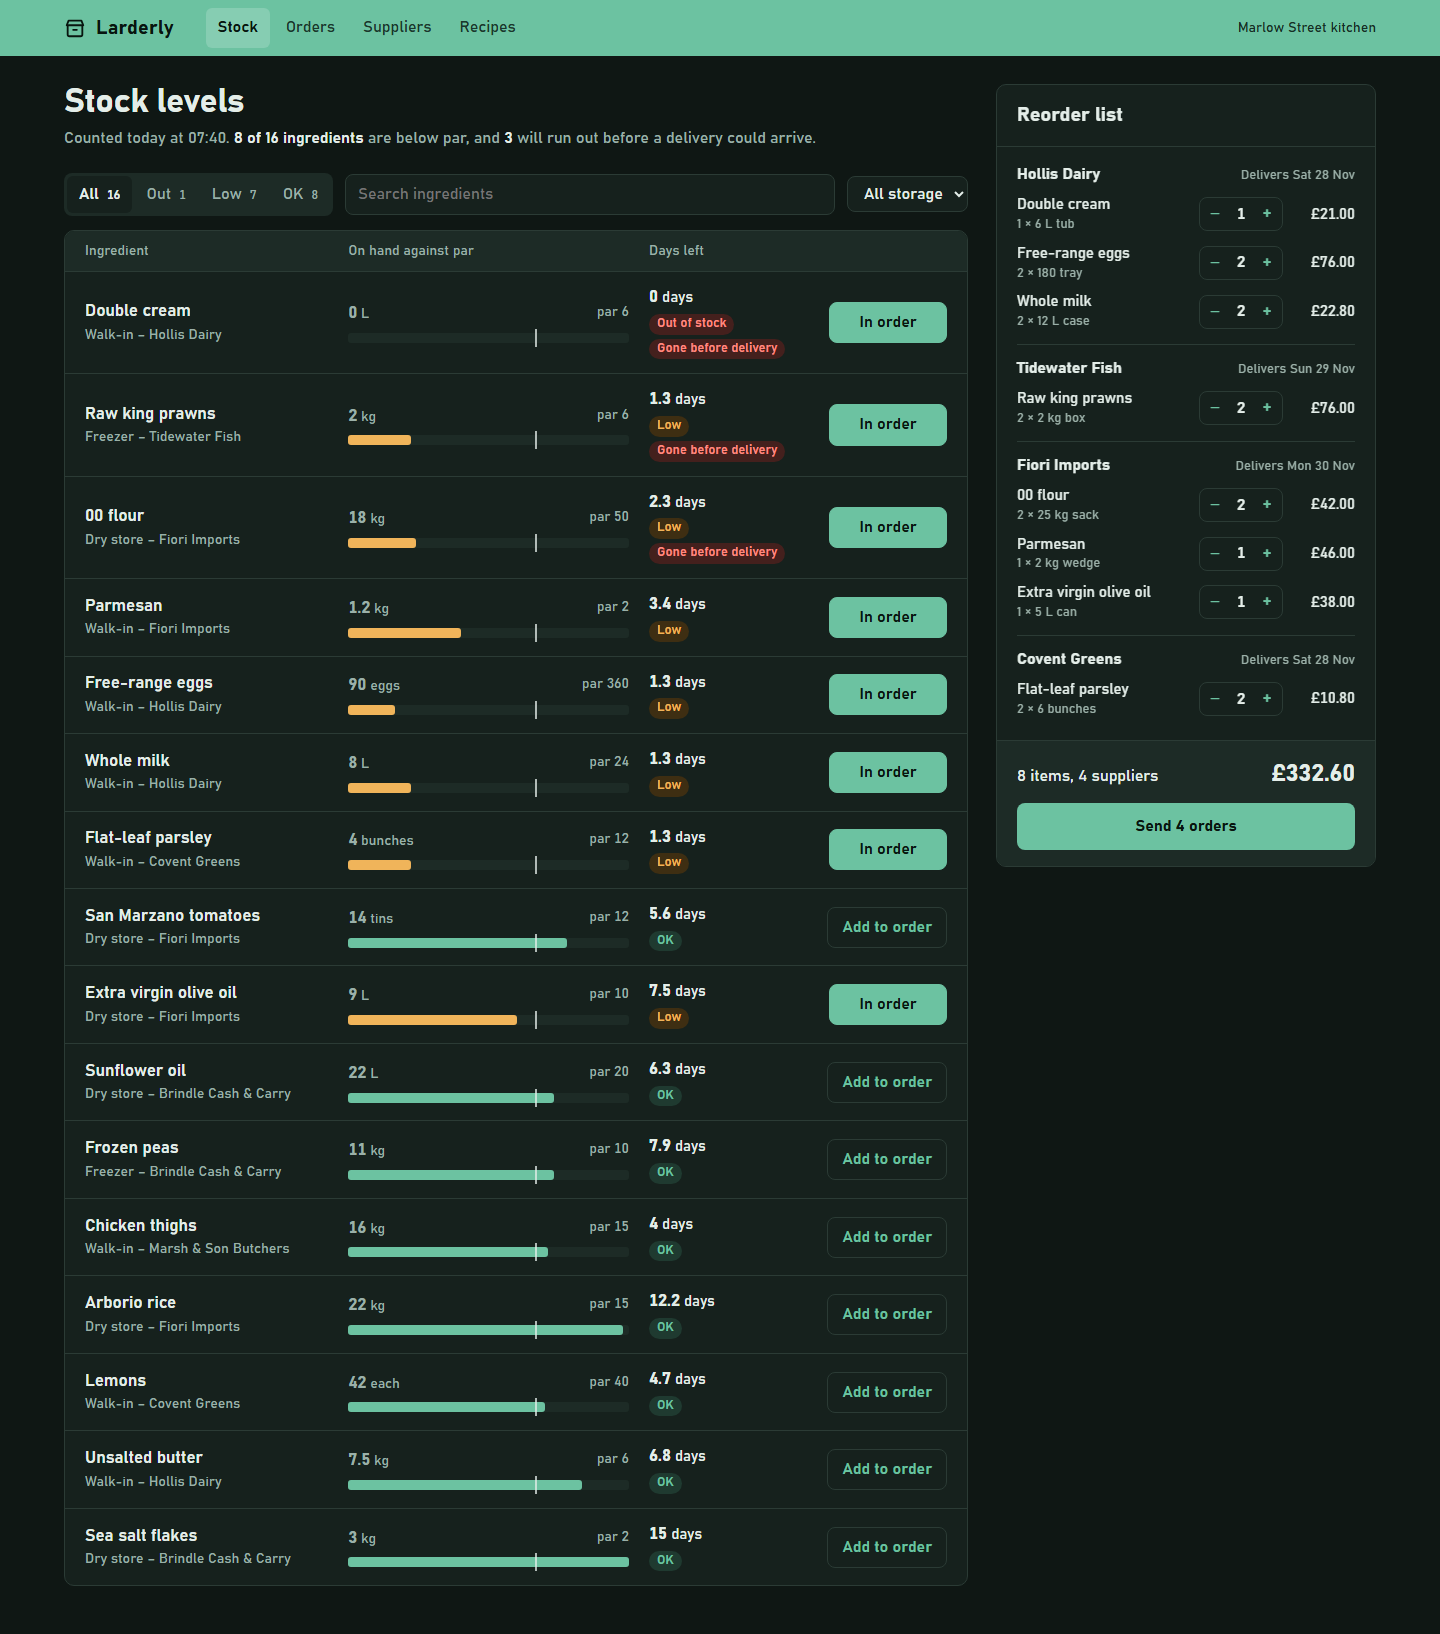 Larderly
Stock
Orders
Suppliers
Recipes
Marlow Street kitchen
Stock levels
Counted today at 07:40. 8 of 16 ingredients are below par, and 3 will run out before a delivery could arrive.
All 16
Out 1
Low 7
OK 8
Search ingredients
All storage
Ingredient
On hand against par
Days left
Double cream
Walk-in – Hollis Dairy
0 L
par 6
0 days
Out of stock
Gone before delivery
In order
Raw king prawns
Freezer – Tidewater Fish
2 kg
par 6
1.3 days
Low
Gone before delivery
In order
00 flour
Dry store – Fiori Imports
18 kg
par 50
2.3 days
Low
Gone before delivery
In order
Parmesan
Walk-in – Fiori Imports
1.2 kg
par 2
3.4 days
Low
In order
Free-range eggs
Walk-in – Hollis Dairy
90 eggs
par 360
1.3 days
Low
In order
Whole milk
Walk-in – Hollis Dairy
8 L
par 24
1.3 days
Low
In order
Flat-leaf parsley
Walk-in – Covent Greens
4 bunches
par 12
1.3 days
Low
In order
San Marzano tomatoes
Dry store – Fiori Imports
14 tins
par 12
5.6 days
OK
Add to order
Extra virgin olive oil
Dry store – Fiori Imports
9 L
par 10
7.5 days
Low
In order
Sunflower oil
Dry store – Brindle Cash & Carry
22 L
par 20
6.3 days
OK
Add to order
Frozen peas
Freezer – Brindle Cash & Carry
11 kg
par 10
7.9 days
OK
Add to order
Chicken thighs
Walk-in – Marsh & Son Butchers
16 kg
par 15
4 days
OK
Add to order
Arborio rice
Dry store – Fiori Imports
22 kg
par 15
12.2 days
OK
Add to order
Lemons
Walk-in – Covent Greens
42 each
par 40
4.7 days
OK
Add to order
Unsalted butter
Walk-in – Hollis Dairy
7.5 kg
par 6
6.8 days
OK
Add to order
Sea salt flakes
Dry store – Brindle Cash & Carry
3 kg
par 2
15 days
OK
Add to order
Reorder list
Hollis Dairy
Delivers Sat 28 Nov
Double cream
1 × 6 L tub
− 1 +
£21.00
Free-range eggs
2 × 180 tray
− 2 +
£76.00
Whole milk
2 × 12 L case
− 2 +
£22.80
Tidewater Fish
Delivers Sun 29 Nov
Raw king prawns
2 × 2 kg box
− 2 +
£76.00
Fiori Imports
Delivers Mon 30 Nov
00 flour
2 × 25 kg sack
− 2 +
£42.00
Parmesan
1 × 2 kg wedge
− 1 +
£46.00
Extra virgin olive oil
1 × 5 L can
− 1 +
£38.00
Covent Greens
Delivers Sat 28 Nov
Flat-leaf parsley
2 × 6 bunches
− 2 +
£10.80
8 items, 4 suppliers
£332.60
Send 4 orders